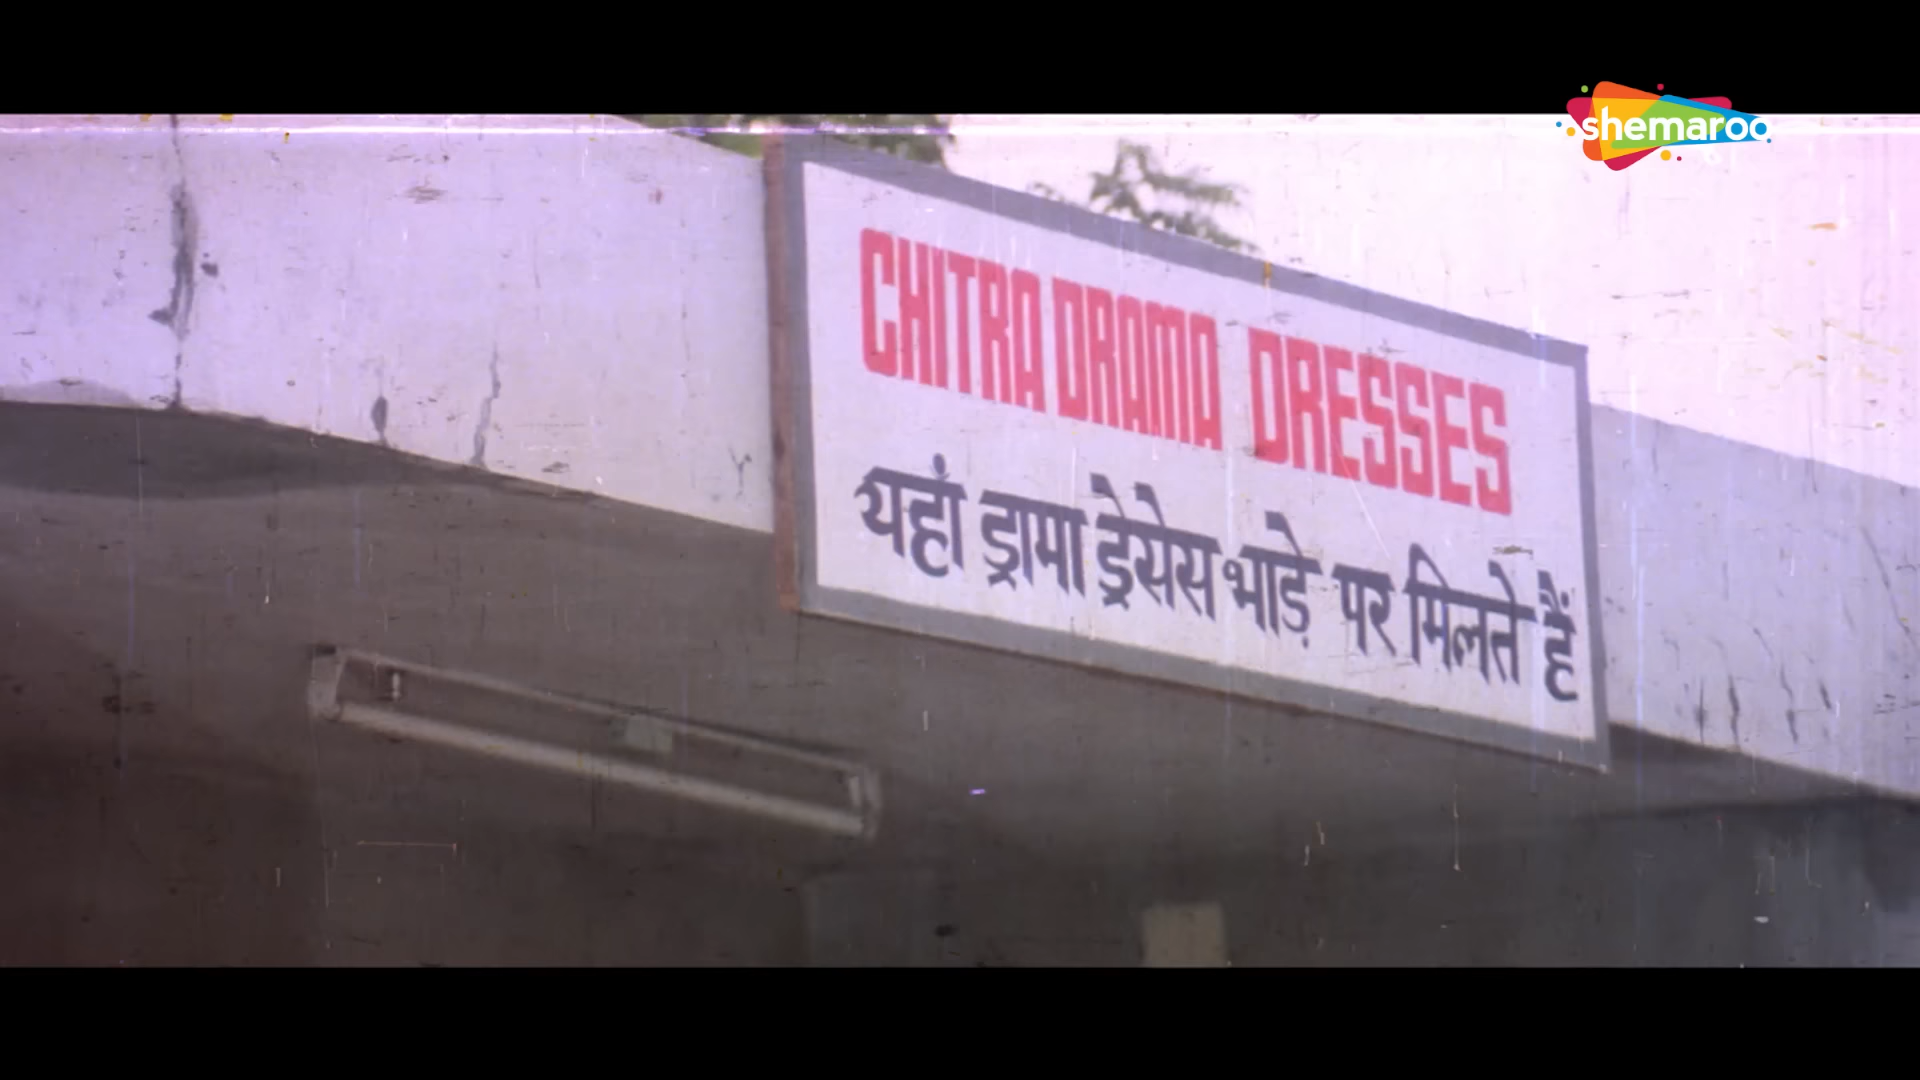 shemaroo
CHITRA DRAMA DRESSES
यहाँ ड्रामा ड्रेसेस भाड़े पर मिलते हैं